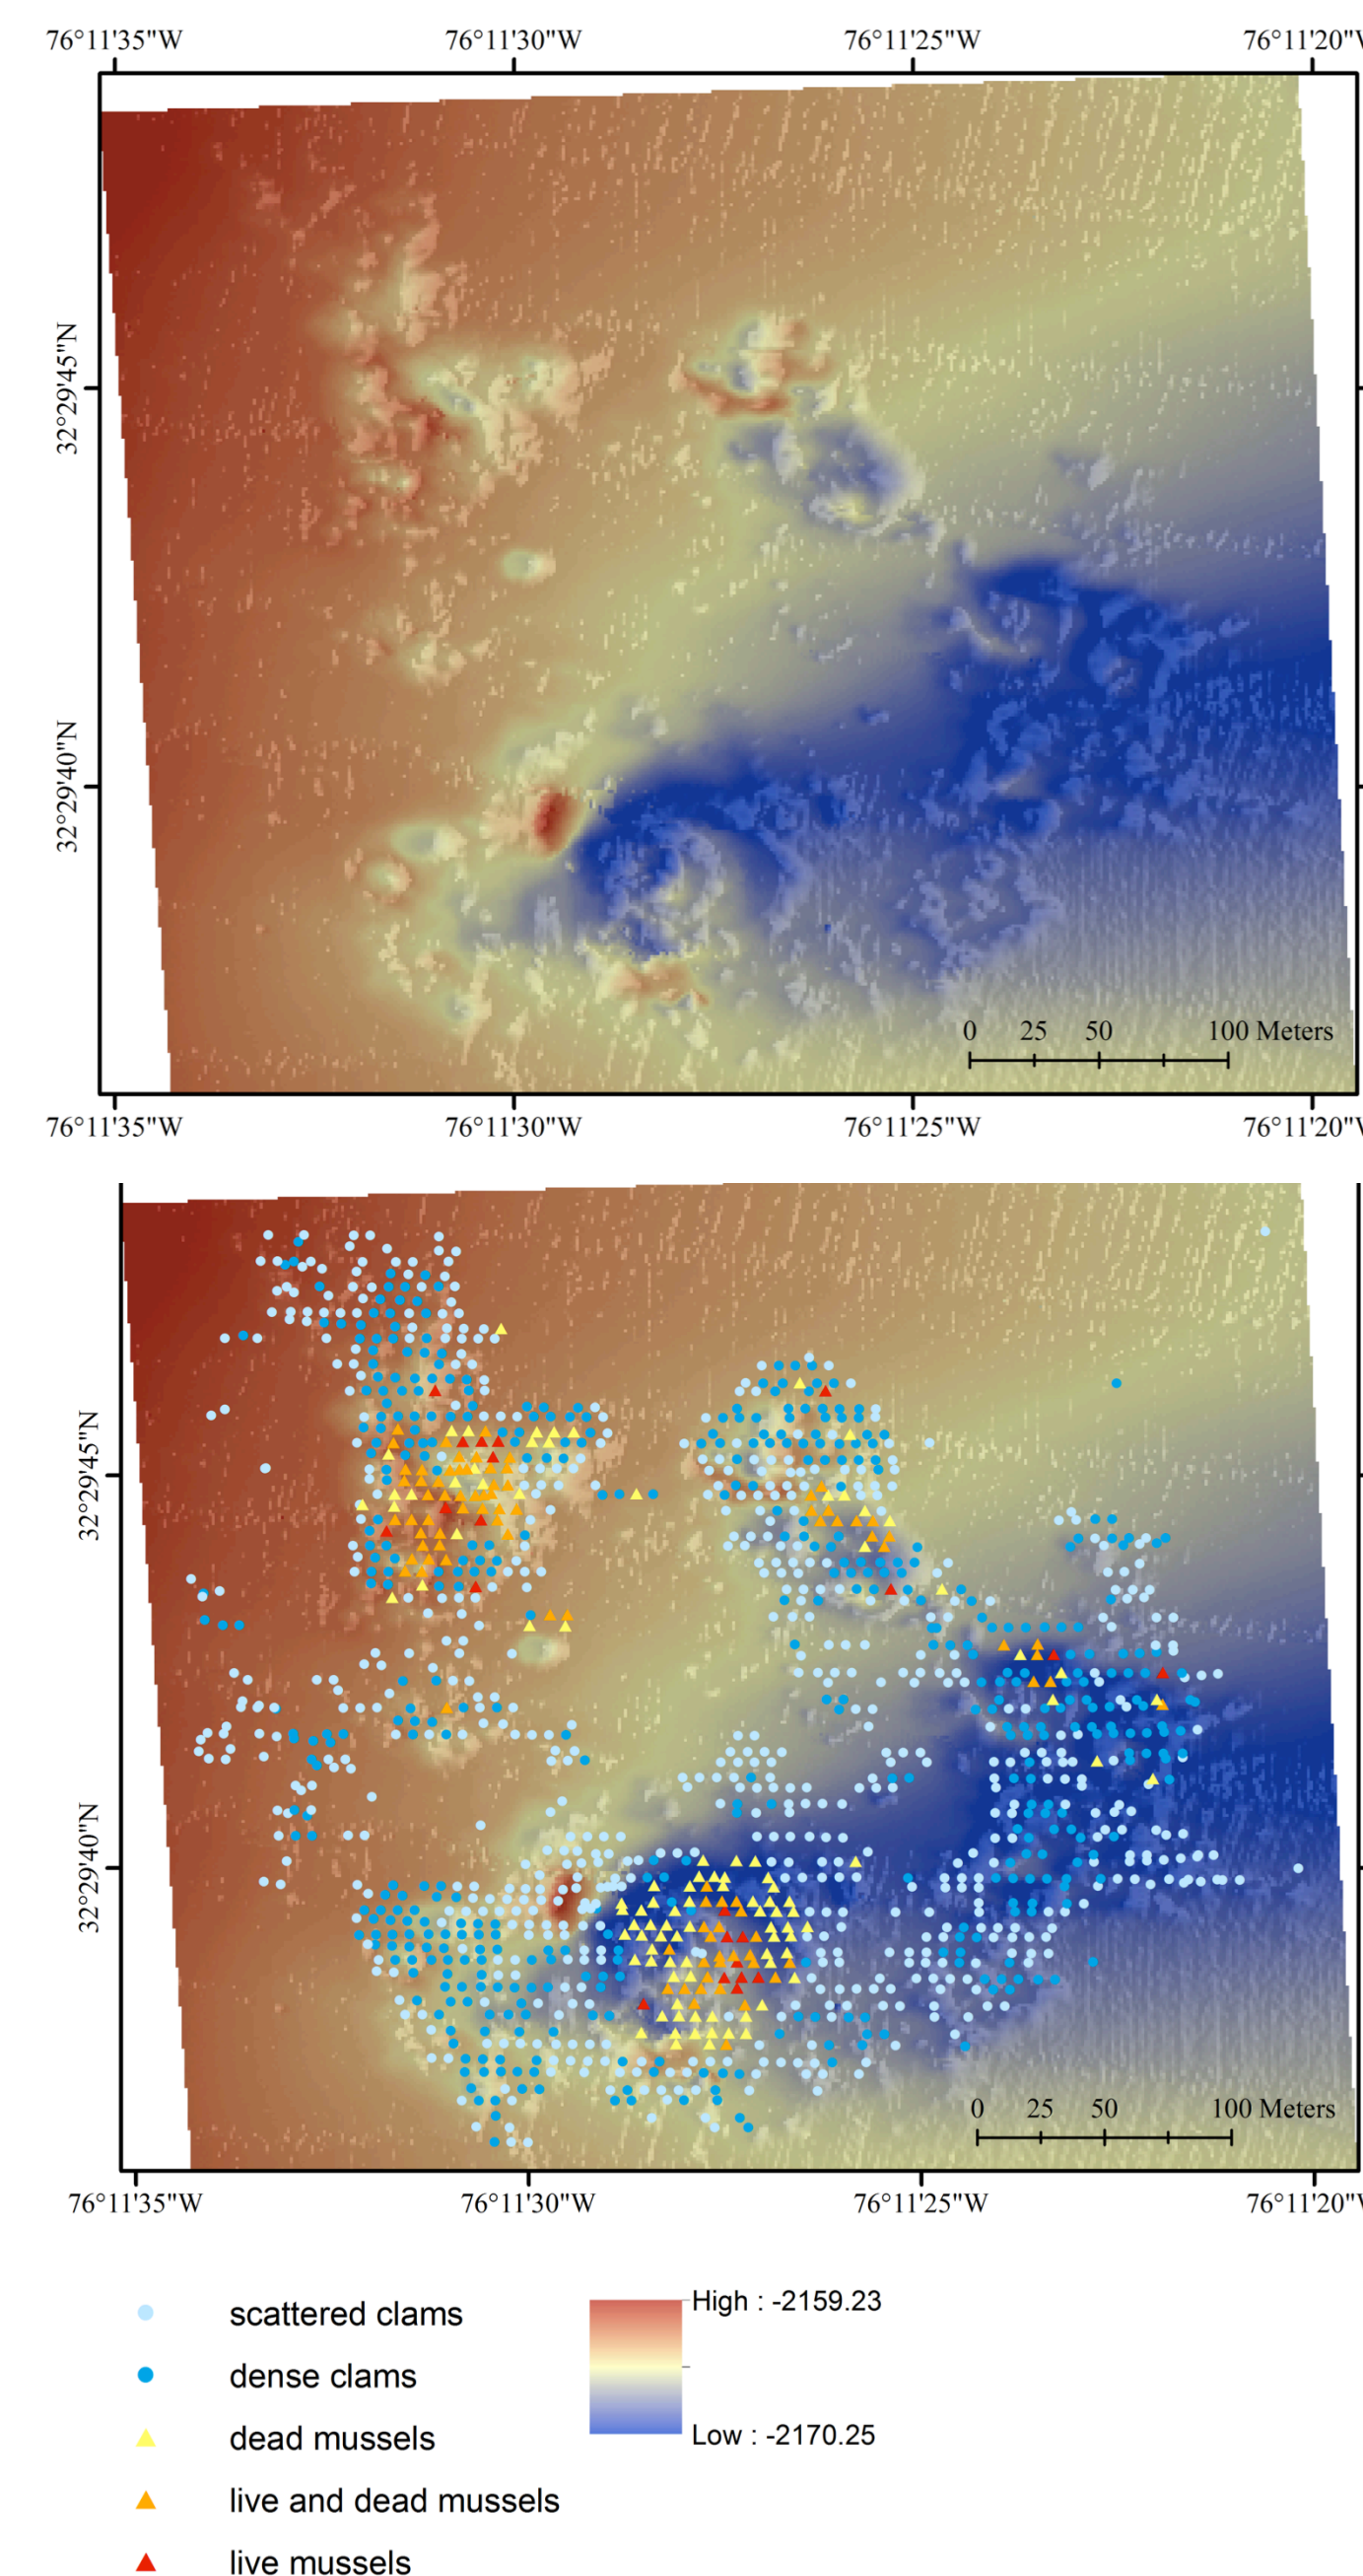 76°11'35"W 76°11'30"W 76°11'25"W 76°11'20"W
32°29'45"N
32°29'40"N
0 25 50 100 Meters
76°11'35"W 76°11'30"W 76°11'25"W 76°11'20"W
32°29'45"N
32°29'40"N
0 25 50 100 Meters
76°11'35"W 76°11'30"W 76°11'25"W 76°11'20"W
scattered clams
dense clams
dead mussels
live and dead mussels
live mussels
High : -2159.23
Low : -2170.25